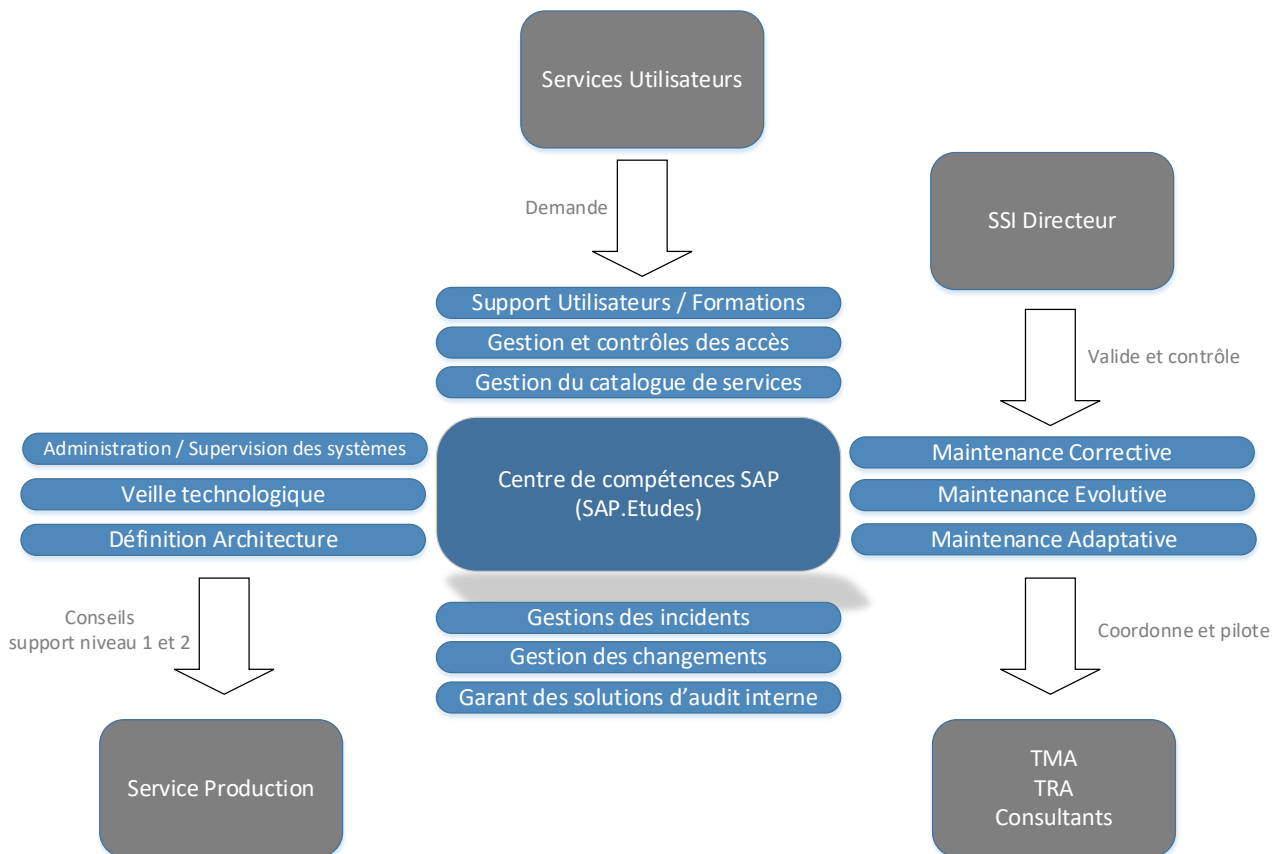 Services Utilisateurs
Demande
SSI Directeur
Valide et contrôle
Support Utilisateurs / Formations
Gestion et contrôles des accès
Gestion du catalogue de services
Administration / Supervision des systèmes
Veille technologique
Définition Architecture
Centre de compétences SAP
(SAP.Etudes)
Maintenance Corrective
Maintenance Evolutive
Maintenance Adaptative
Conseils
support niveau 1 et 2
Gestions des incidents
Gestion des changements
Garant des solutions d’audit interne
Coordonne et pilote
Service Production
TMA
TRA
Consultants